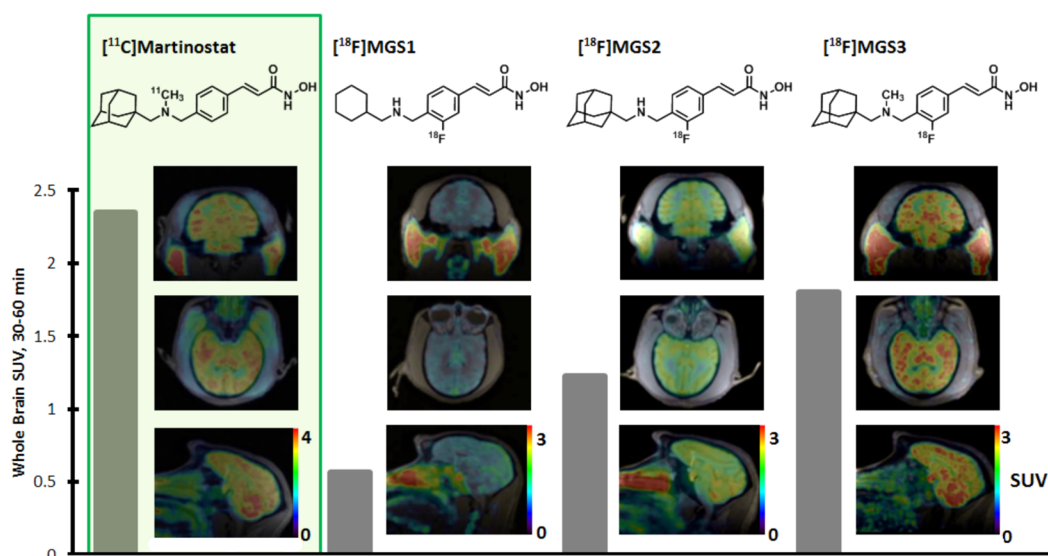 [¹¹C]Martinostat
[¹⁸F]MGS1
[¹⁸F]MGS2
[¹⁸F]MGS3
¹¹CH₃
N
O
N
H
OH
H
N
¹⁸F
O
N
H
OH
H
N
¹⁸F
O
N
H
OH
CH₃
N
¹⁸F
O
N
H
OH
Whole Brain SUV, 30-60 min
2.5
2
1.5
1
0.5
0
4
0
3
0
3
0
3
0
SUV